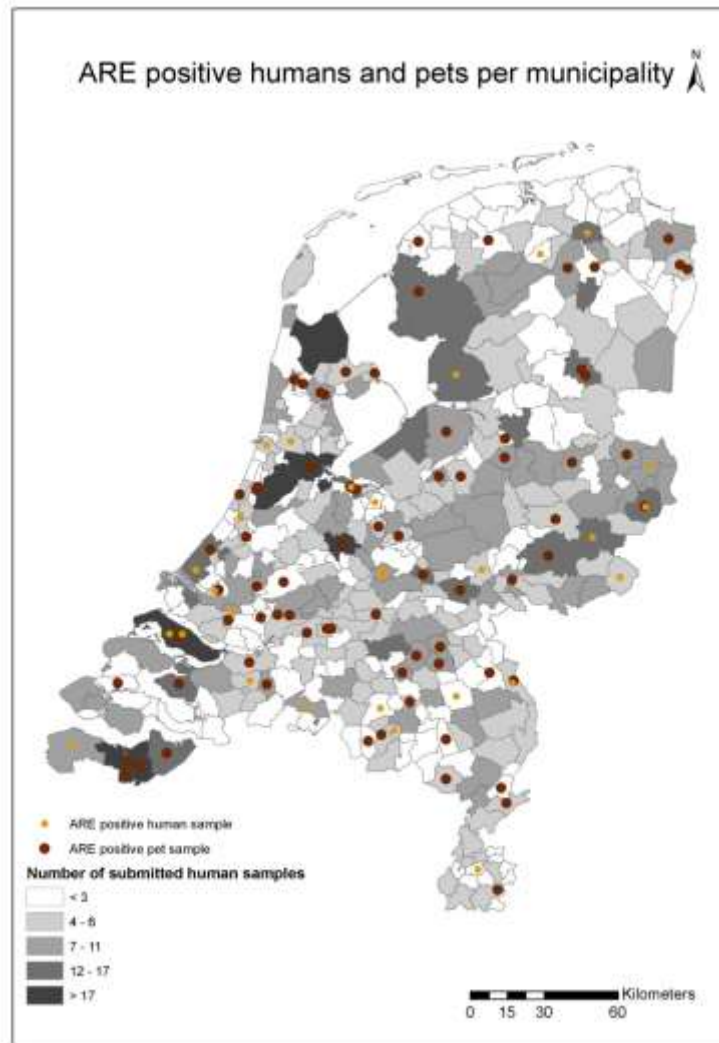 ARE positive humans and pets per municipality
N
ARE positive human sample
ARE positive pet sample
Number of submitted human samples
< 3
4 - 6
7 - 11
12 - 17
> 17
Kilometers
0 15 30 60